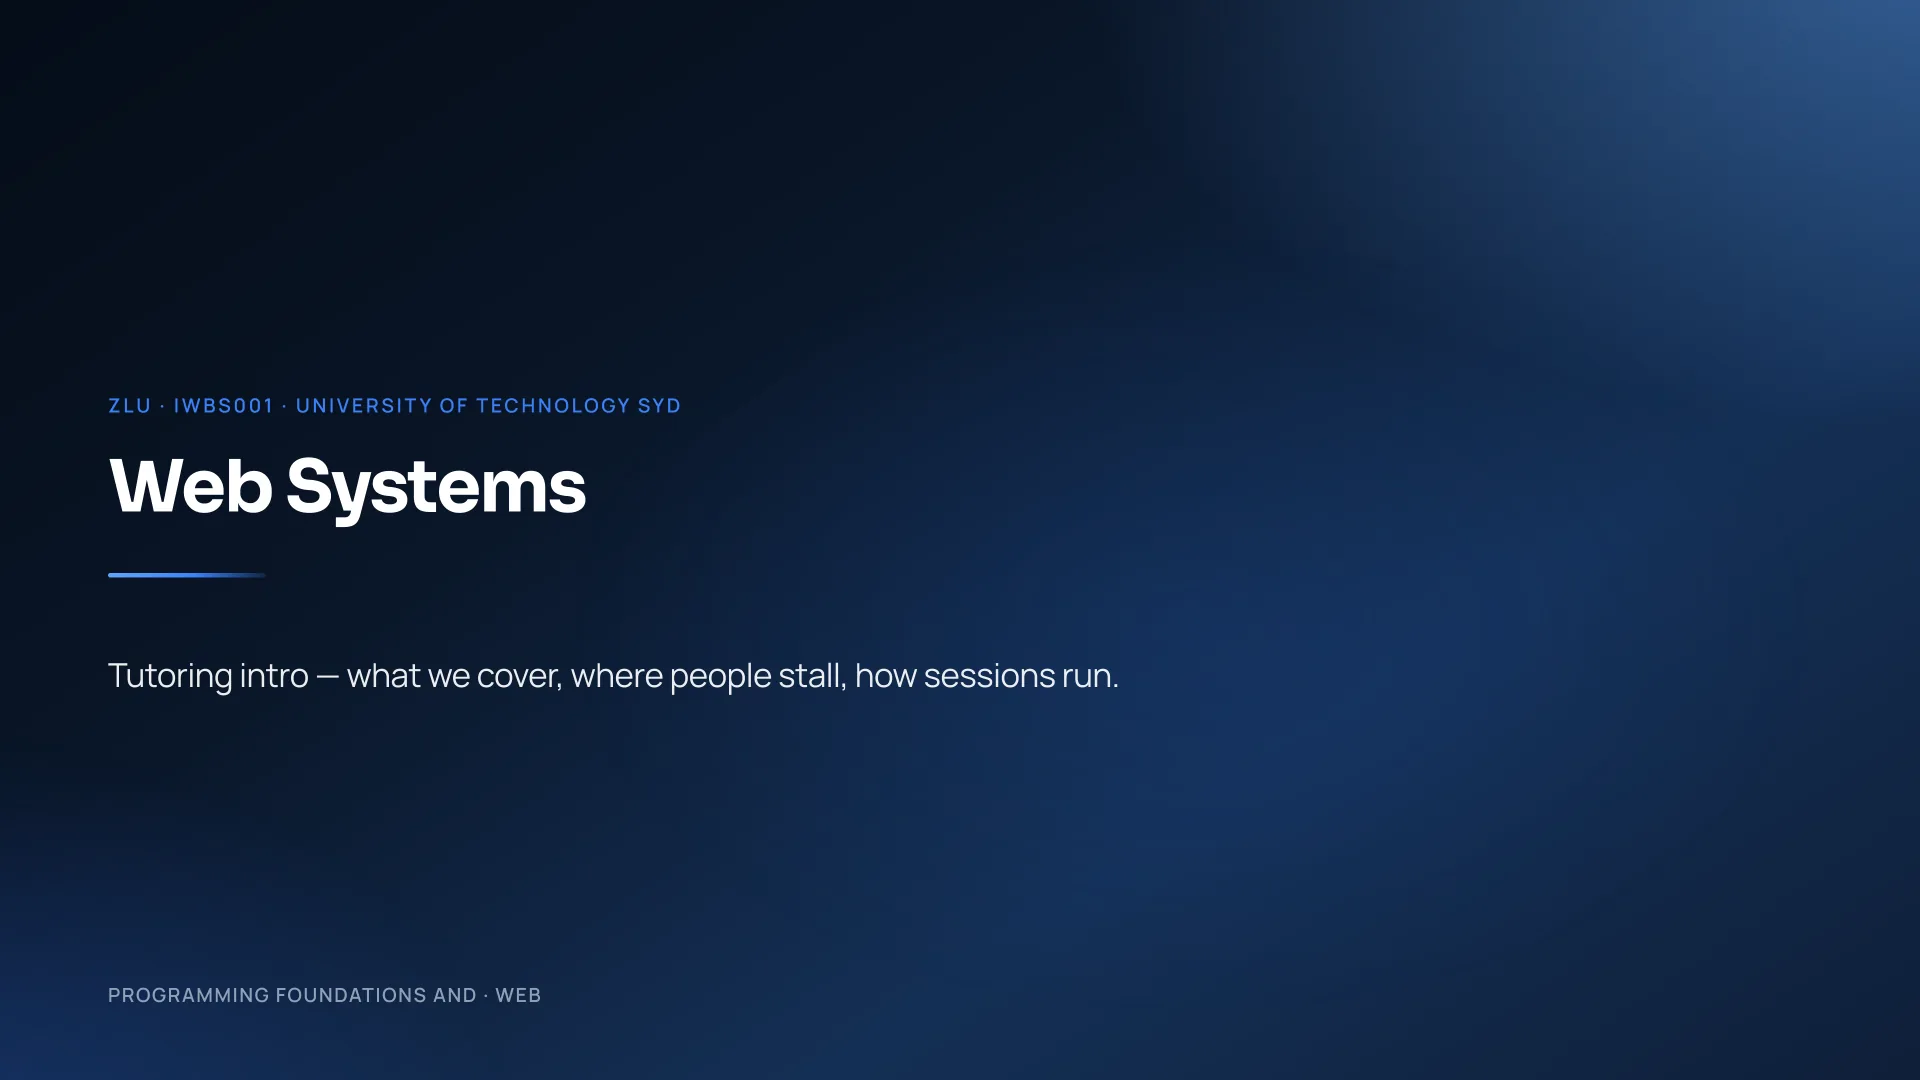 ZLU · IWBS001 · UNIVERSITY OF TECHNOLOGY SYD
Web Systems
Tutoring intro — what we cover, where people stall, how sessions run.
PROGRAMMING FOUNDATIONS AND · WEB